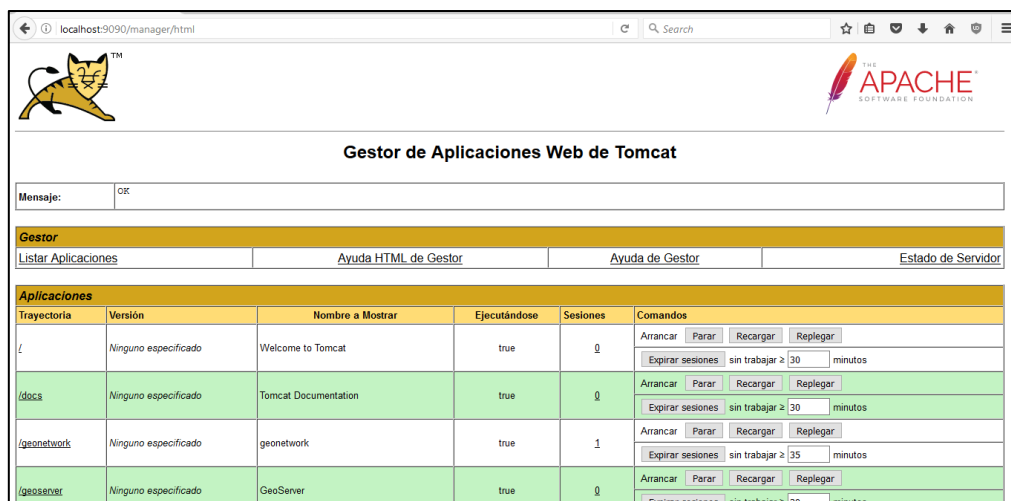 localhost:9090/manager/html
Search
TM
THE
APACHE
SOFTWARE FOUNDATION
Gestor de Aplicaciones Web de Tomcat
Mensaje: OK
Gestor
Listar Aplicaciones Ayuda HTML de Gestor Ayuda de Gestor Estado de Servidor
Aplicaciones
Trayectoria Versión Nombre a Mostrar Ejecutándose Sesiones Comandos
/ Ninguno especificado Welcome to Tomcat true 0 Arrancar Parar Recargar Replegar
Expirar sesiones sin trabajar ≥ 30 minutos
/docs Ninguno especificado Tomcat Documentation true 0 Arrancar Parar Recargar Replegar
Expirar sesiones sin trabajar ≥ 30 minutos
/geonetwork Ninguno especificado geonetwork true 1 Arrancar Parar Recargar Replegar
Expirar sesiones sin trabajar ≥ 35 minutos
/geoserver Ninguno especificado GeoServer true 0 Arrancar Parar Recargar Replegar